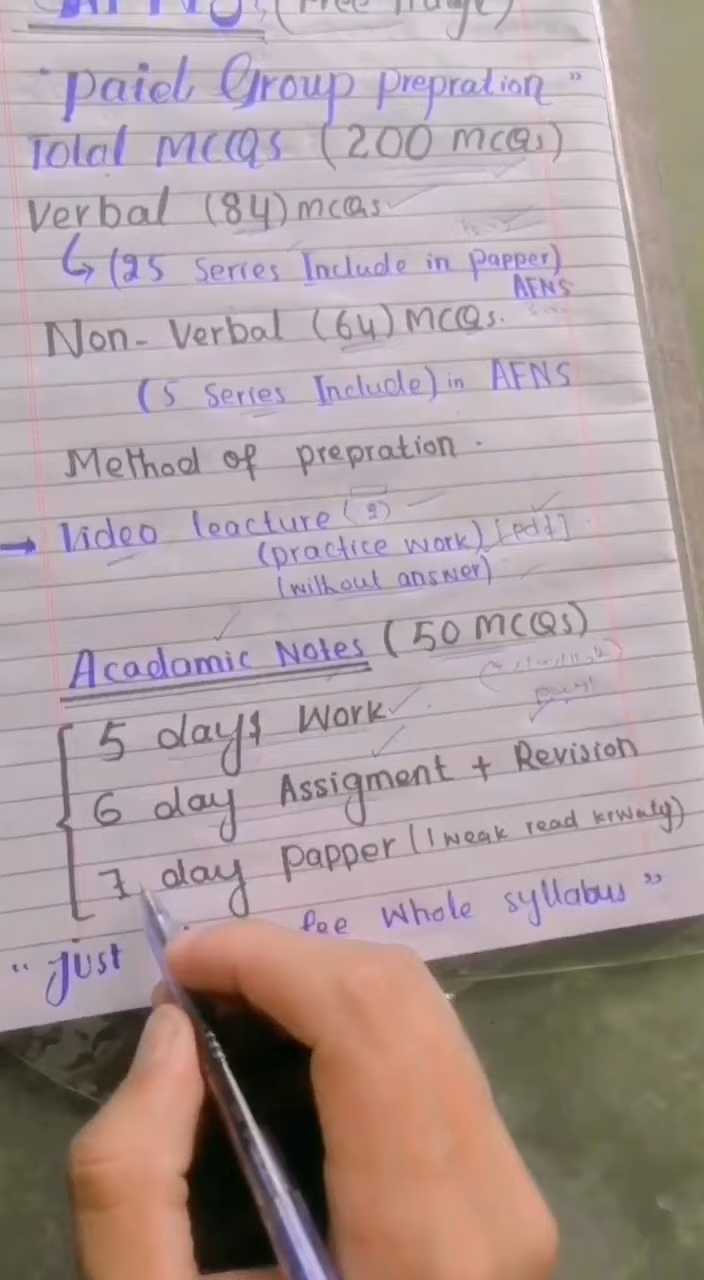 "Paid Group prepration"
Total MCQS (200 MCQs)
Verbal (84) mcqs
↳ (25 Series Include in papper)
AFNS
Non-Verbal (64) MCQs.
(5 Series Include) in AFNS
Method of prepration.
→ Video leacture (2)
(practice work) [pdf]
(without answer)
Acadamic Notes (50 MCQs)
5 days Work
6 day Assigment + Revision
7 day papper (1 weak read krwaty)
"Just fee whole syllabus"